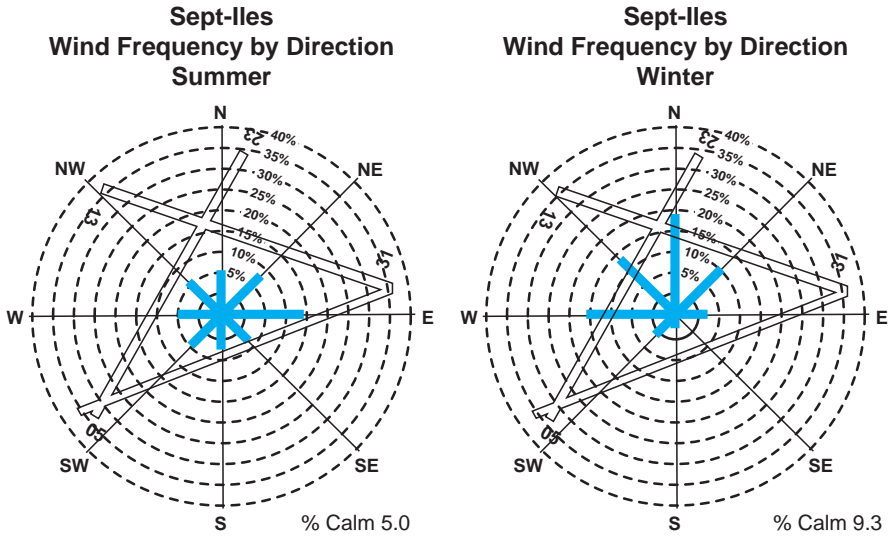 Sept-Iles
Wind Frequency by Direction
Summer
N
NE
E
SE
S
SW
W
NW
40%
35%
30%
25%
20%
15%
10%
5%
23
13
31
05
% Calm 5.0
Sept-Iles
Wind Frequency by Direction
Winter
N
NE
E
SE
S
SW
W
NW
40%
35%
30%
25%
20%
15%
10%
5%
23
13
31
05
% Calm 9.3